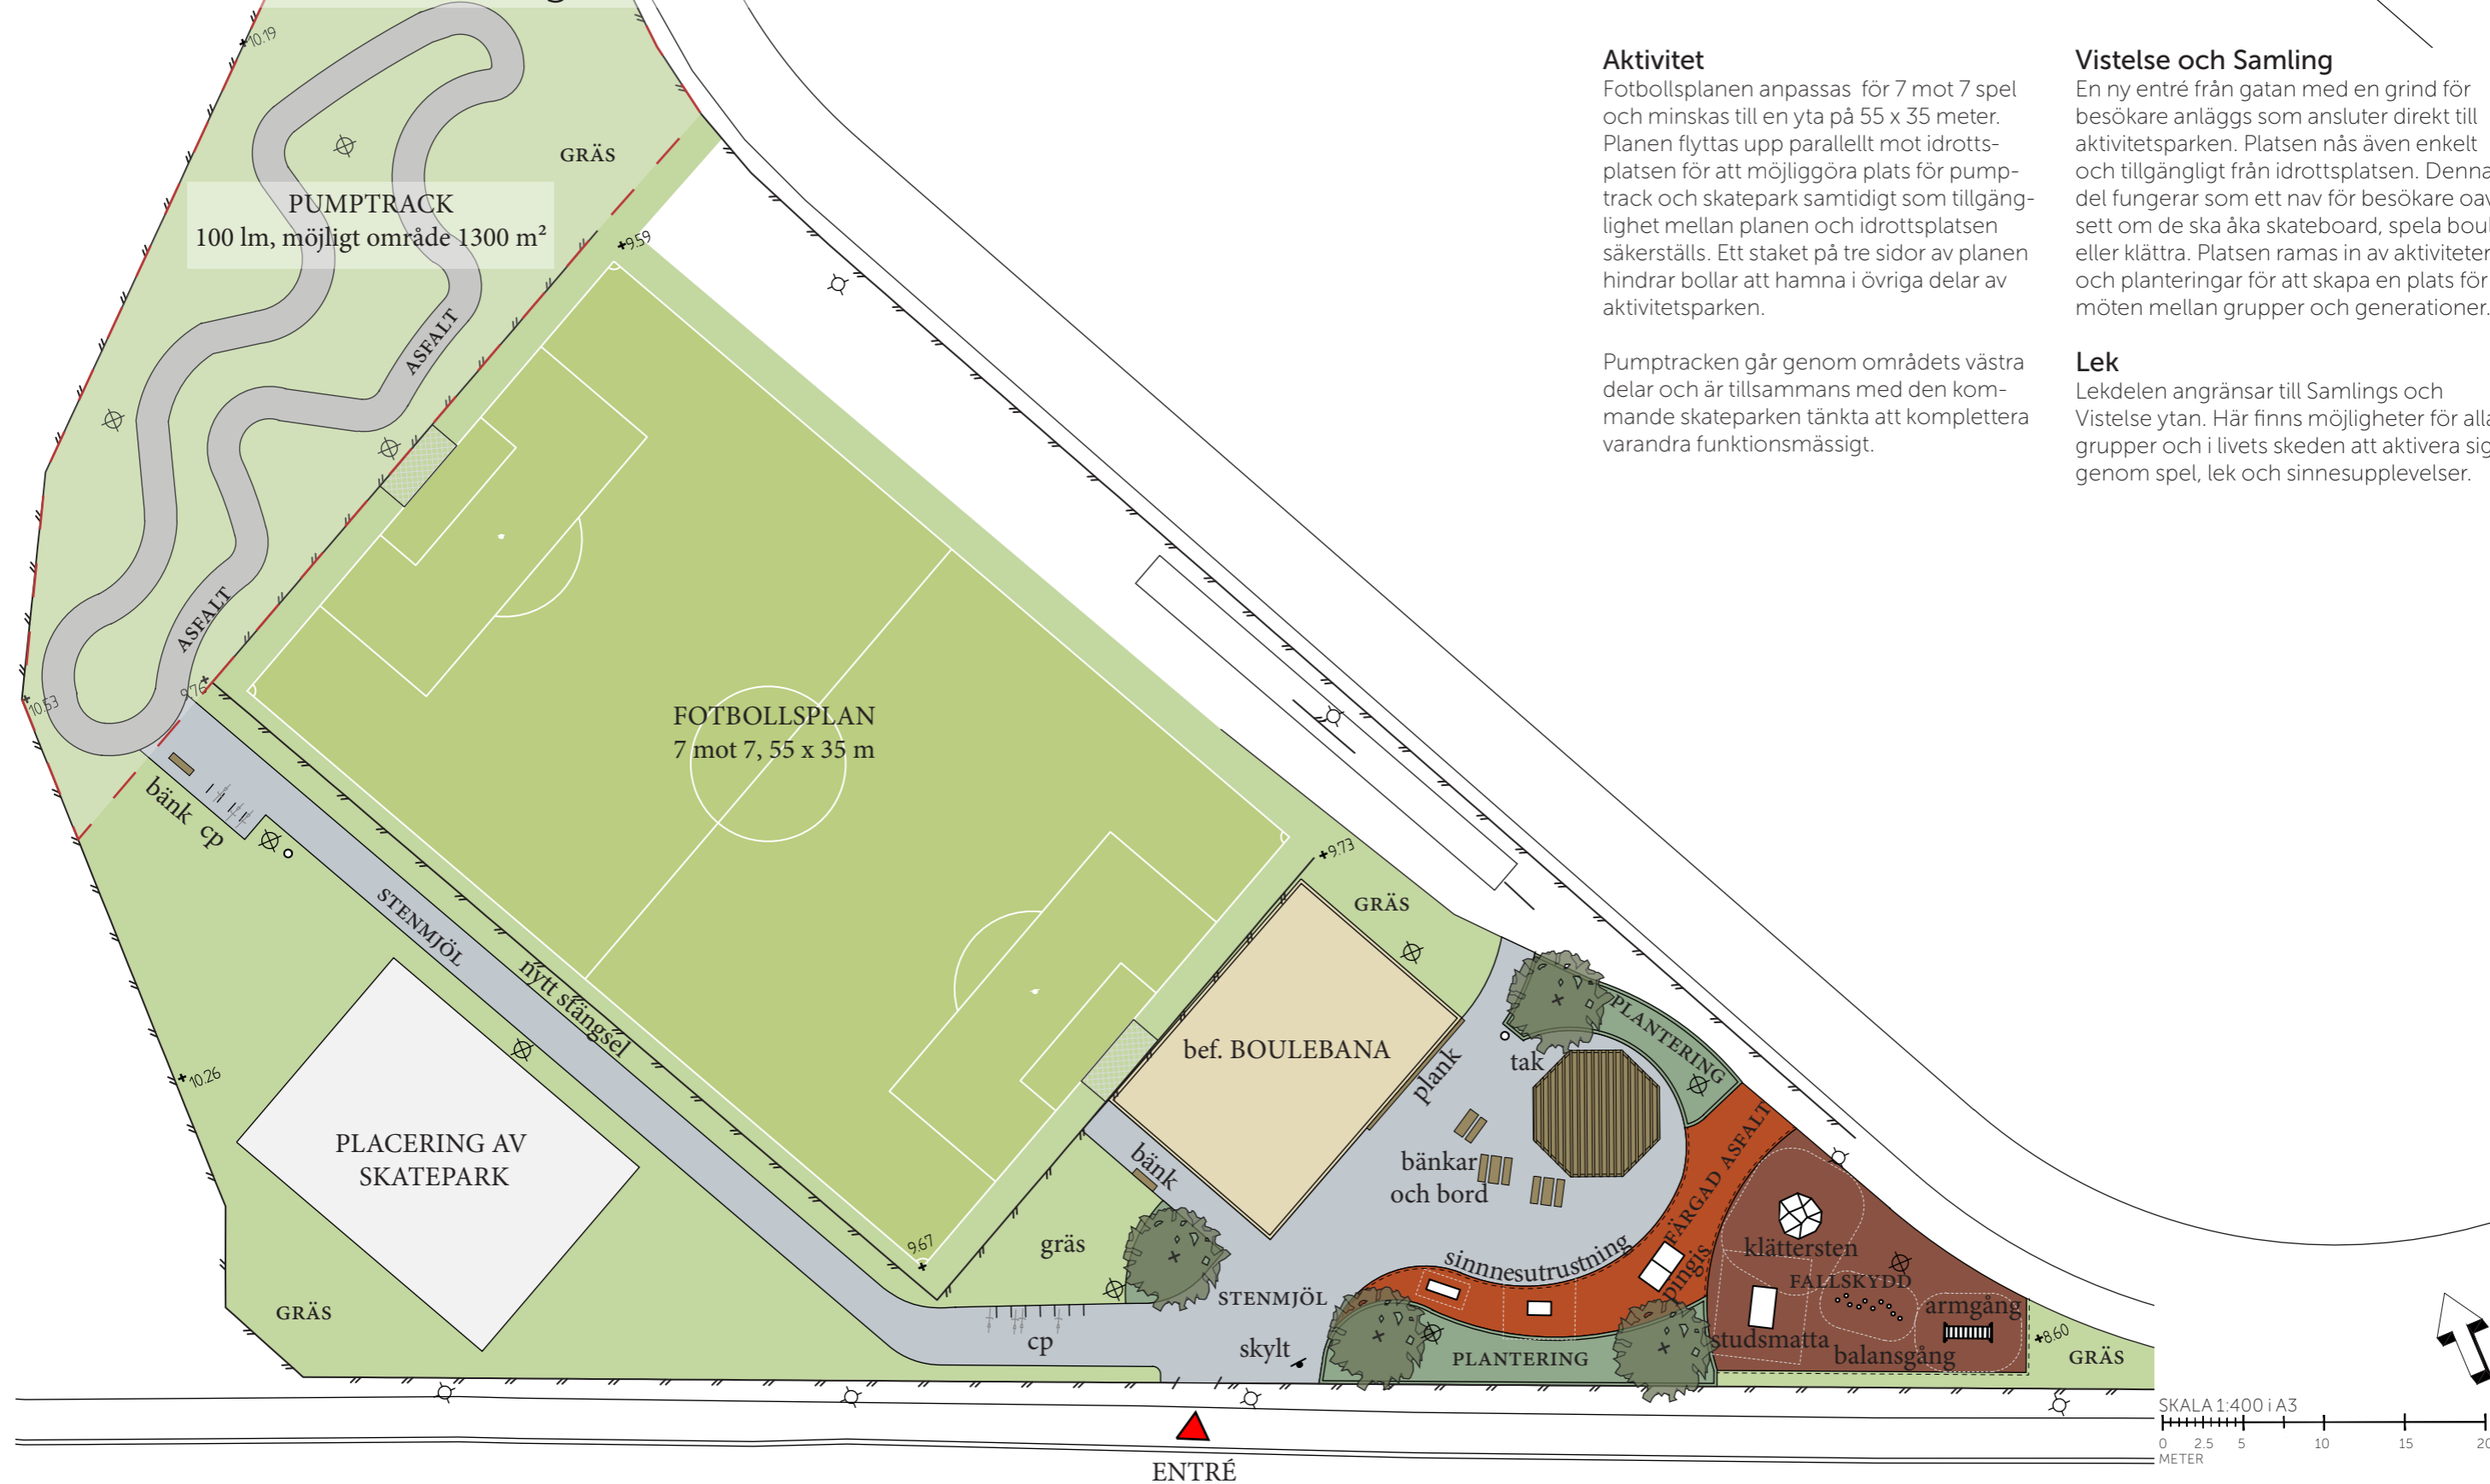 Aktivitet
Fotbollsplanen anpassas för 7 mot 7 spel
och minskas till en yta på 55 x 35 meter.
Planen flyttas upp parallellt mot idrotts-
platsen för att möjliggöra plats för pump-
track och skatepark samtidigt som tillgäng-
lighet mellan planen och idrottsplatsen
säkerställs. Ett staket på tre sidor av planen
hindrar bollar att hamna i övriga delar av
aktivitetsparken.
Pumptracken går genom områdets västra
delar och är tillsammans med den kom-
mande skateparken tänkta att komplettera
varandra funktionsmässigt.
Vistelse och Samling
En ny entré från gatan med en grind för
besökare anläggs som ansluter direkt till
aktivitetsparken. Platsen nås även enkelt
och tillgängligt från idrottsplatsen. Denna
del fungerar som ett nav för besökare oav
sett om de ska åka skateboard, spela boul
eller klättra. Platsen ramas in av aktiviteter
och planteringar för att skapa en plats för
möten mellan grupper och generationer.
Lek
Lekdelen angränsar till Samlings och
Vistelse ytan. Här finns möjligheter för alla
grupper och i livets skeden att aktivera sig
genom spel, lek och sinnesupplevelser.
+10.19
GRÄS
PUMPTRACK
100 lm, möjligt område 1300 m²
+9.59
ASFALT
ASFALT
9.76
+10.53
FOTBOLLSPLAN
7 mot 7, 55 x 35 m
bänk
cp
STENMJÖL
nytt stängsel
+9.73
GRÄS
bef. BOULEBANA
plank
tak
PLANTERING
+10.26
PLACERING AV
SKATEPARK
bänk
bänkar
och bord
FÄRGAD ASFALT
9.67
gräs
sinnnesutrustning
pingis
klättersten
FALLSKYDD
armgång
STENMJÖL
GRÄS
cp
skylt
PLANTERING
studsmatta
balansgång
+8.60
GRÄS
ENTRÉ
SKALA 1:400 i A3
0 2.5 5 10 15 20
METER